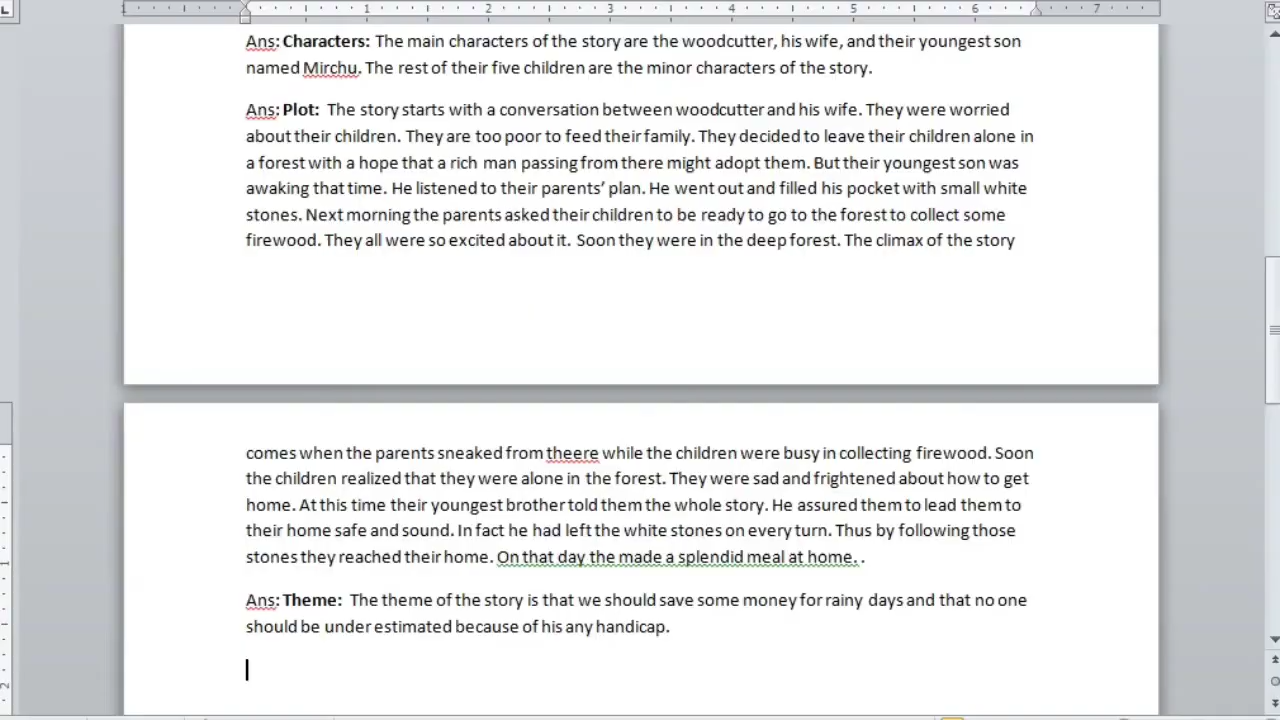 1 2 3 4 5 6 7
Ans: Characters: The main characters of the story are the woodcutter, his wife, and their youngest son
named Mirchu. The rest of their five children are the minor characters of the story.
Ans: Plot: The story starts with a conversation between woodcutter and his wife. They were worried
about their children. They are too poor to feed their family. They decided to leave their children alone in
a forest with a hope that a rich man passing from there might adopt them. But their youngest son was
awaking that time. He listened to their parents’ plan. He went out and filled his pocket with small white
stones. Next morning the parents asked their children to be ready to go to the forest to collect some
firewood. They all were so excited about it. Soon they were in the deep forest. The climax of the story
comes when the parents sneaked from theere while the children were busy in collecting firewood. Soon
the children realized that they were alone in the forest. They were sad and frightened about how to get
home. At this time their youngest brother told them the whole story. He assured them to lead them to
their home safe and sound. In fact he had left the white stones on every turn. Thus by following those
stones they reached their home. On that day the made a splendid meal at home. .
Ans: Theme: The theme of the story is that we should save some money for rainy days and that no one
should be under estimated because of his any handicap.